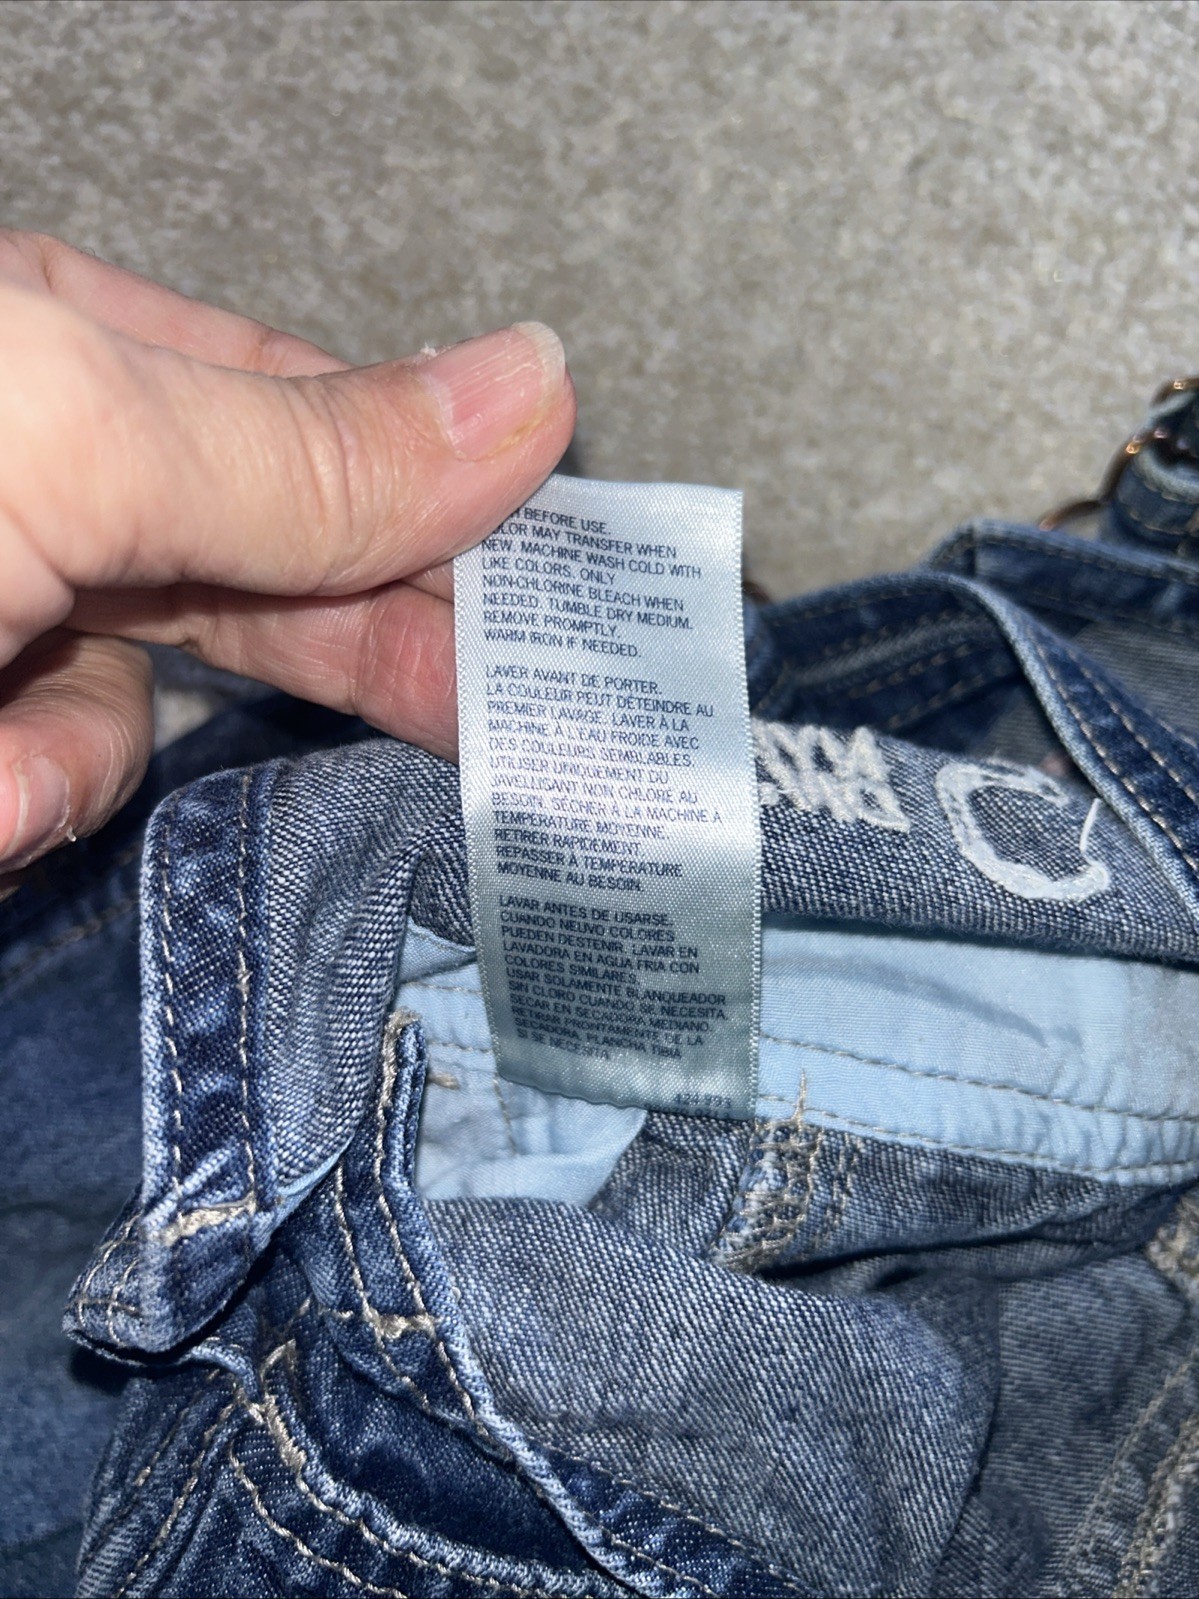 BEFORE USE.
COLOR MAY TRANSFER WHEN
NEW. MACHINE WASH COLD WITH
LIKE COLORS. ONLY
NON-CHLORINE BLEACH WHEN
NEEDED. TUMBLE DRY MEDIUM.
REMOVE PROMPTLY.
WARM IRON IF NEEDED.
LAVER AVANT DE PORTER.
LA COULEUR PEUT DÉTEINDRE AU
PREMIER LAVAGE. LAVER À LA
MACHINE À L'EAU FROIDE AVEC
DES COULEURS SEMBLABLES.
UTILISER UNIQUEMENT DU
JAVELLISANT NON CHLORÉ AU
BESOIN. SÉCHER À LA MACHINE À
TEMPÉRATURE MOYENNE.
RETIRER RAPIDEMENT.
REPASSER À TEMPÉRATURE
MOYENNE AU BESOIN.
LAVAR ANTES DE USARSE.
CUANDO NEUVO COLORES
PUEDEN DESTENIR. LAVAR EN
LAVADORA EN AGUA FRIA CON
COLORES SIMILARES.
USAR SOLAMENTE BLANQUEADOR
SIN CLORO CUANDO SE NECESITA.
SECAR EN SECADORA MEDIANO.
RETIRAR PRONTAMENTE DE LA
SECADORA. PLANCHA TIBIA
SI SE NECESITA.